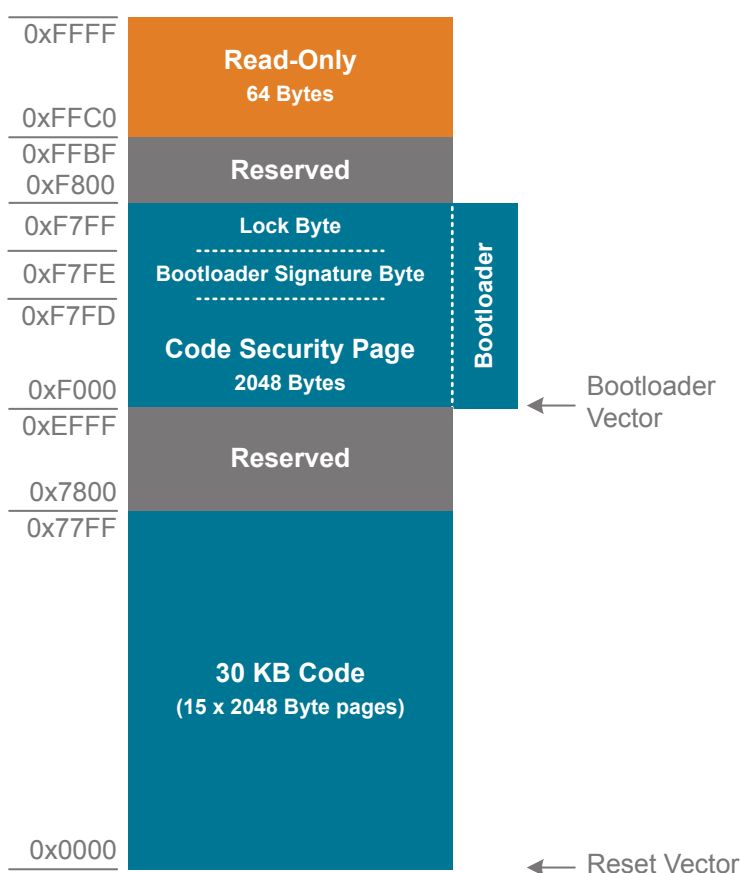 0xFFFF
Read-Only
64 Bytes
0xFFC0
0xFFBF
Reserved
0xF800
0xF7FF
Lock Byte
0xF7FE
Bootloader Signature Byte
0xF7FD
Code Security Page
2048 Bytes
Bootloader
0xF000
Bootloader
Vector
0xEFFF
Reserved
0x7800
0x77FF
30 KB Code
(15 x 2048 Byte pages)
0x0000
Reset Vector